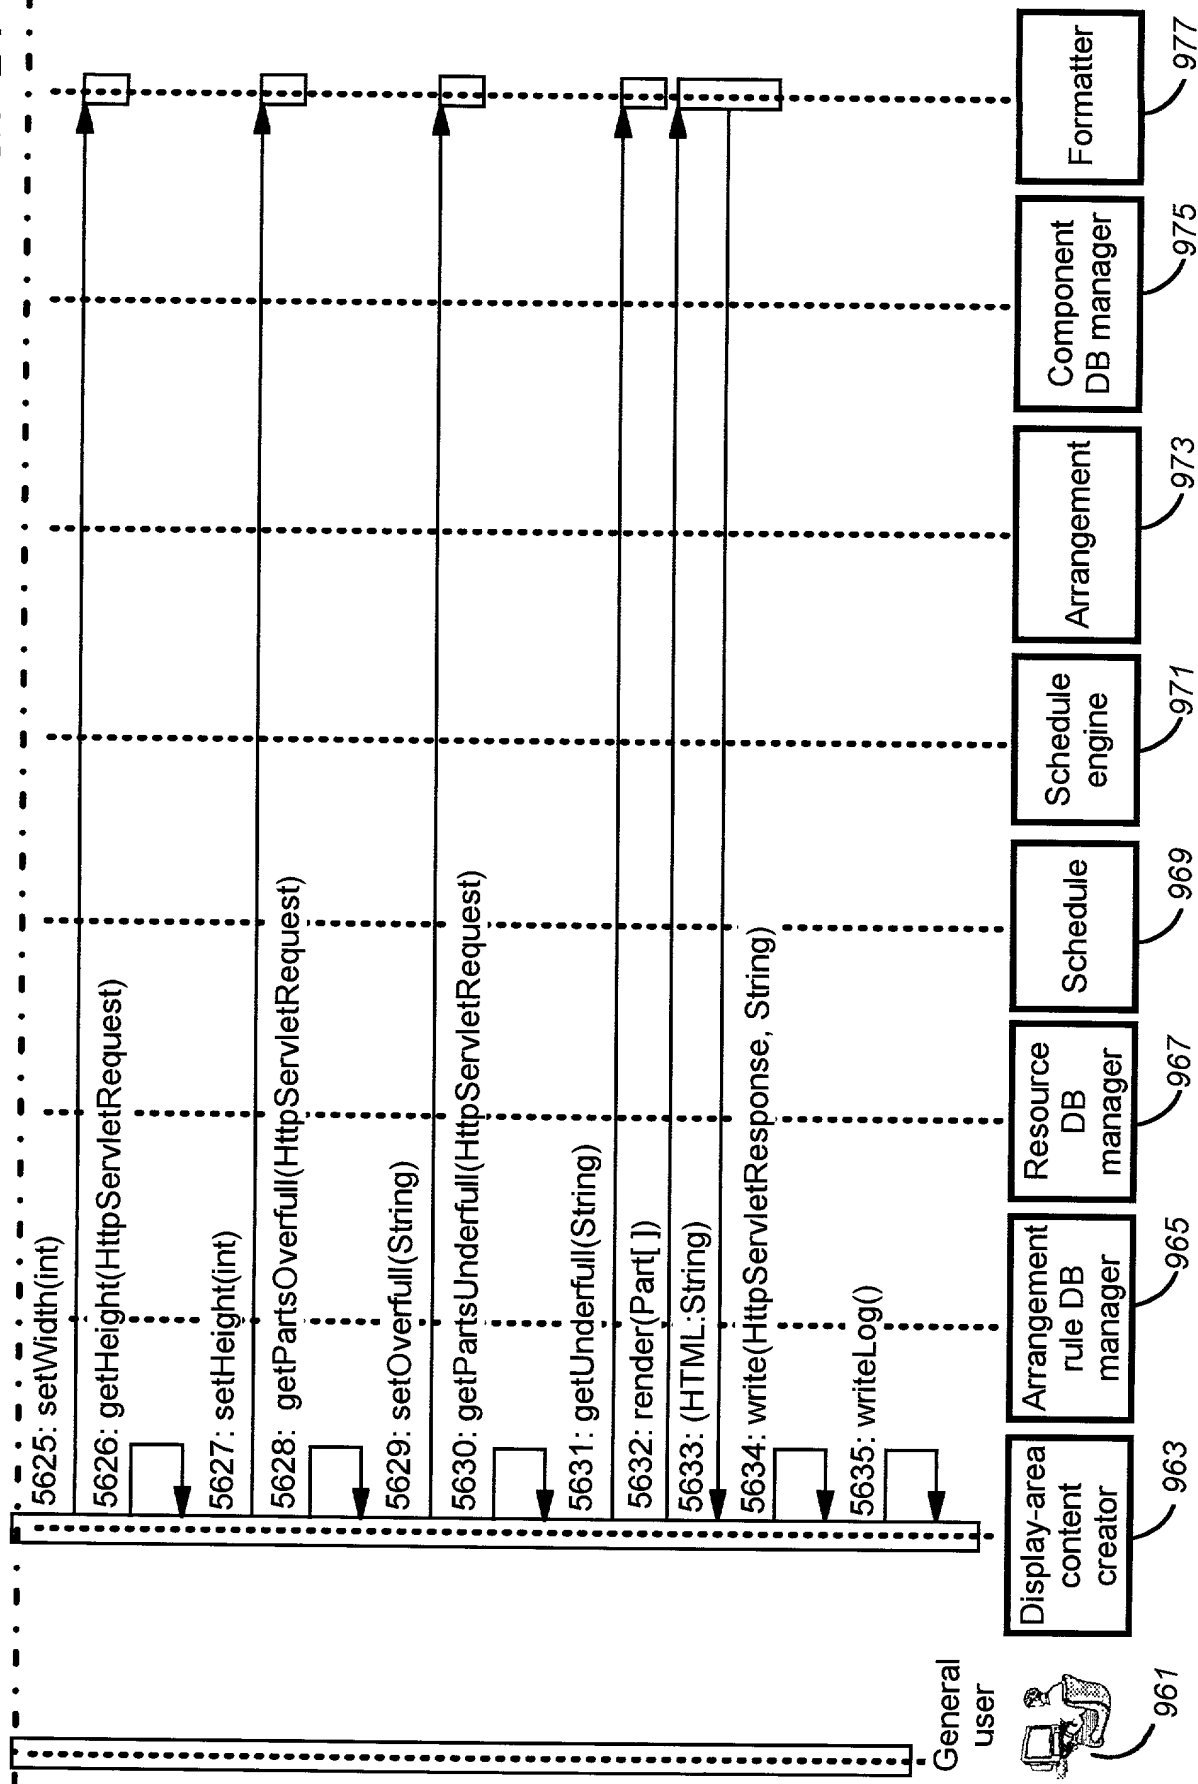 5625: setWidth(int)
5626: getHeight(HttpServletRequest)
5627: setHeight(int)
5628: getPartsOverfull(HttpServletRequest)
5629: setOverfull(String)
5630: getPartsUnderfull(HttpServletRequest)
5631: getUnderfull(String)
5632: render(Part[ ])
5633: (HTML:String)
5634: write(HttpServletResponse, String)
5635: writeLog()
General
user
961
Display-area
content
creator
963
Arrangement
rule DB
manager
965
Resource
DB
manager
967
Schedule
969
Schedule
engine
971
Arrangement
973
Component
DB manager
975
Formatter
977